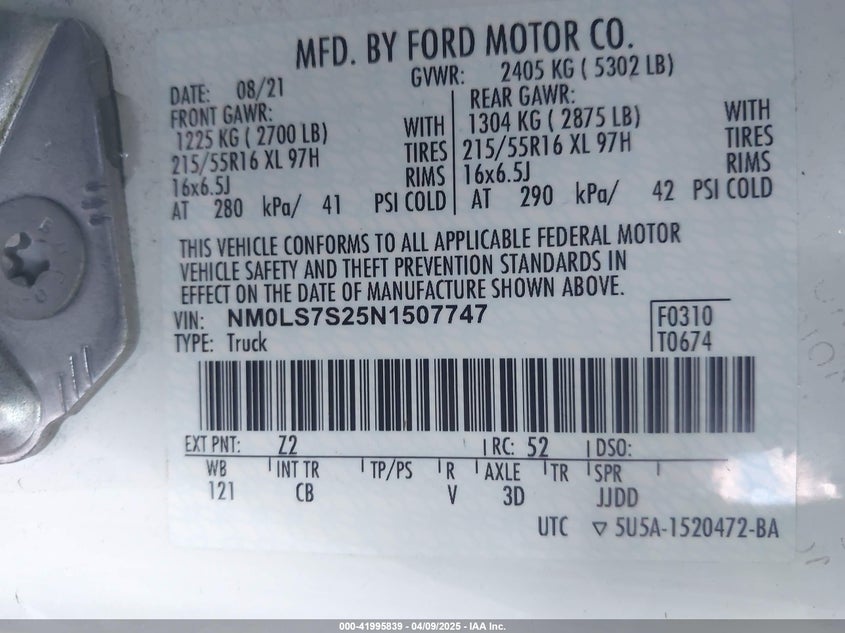 MFD. BY FORD MOTOR CO.
DATE: 08/21 GVWR: 2405 KG ( 5302 LB)
FRONT GAWR: REAR GAWR:
1225 KG ( 2700 LB) WITH 1304 KG ( 2875 LB) WITH
215/55R16 XL 97H TIRES 215/55R16 XL 97H TIRES
16x6.5J RIMS 16x6.5J RIMS
AT 280 kPa/ 41 PSI COLD AT 290 kPa/ 42 PSI COLD
THIS VEHICLE CONFORMS TO ALL APPLICABLE FEDERAL MOTOR
VEHICLE SAFETY AND THEFT PREVENTION STANDARDS IN
EFFECT ON THE DATE OF MANUFACTURE SHOWN ABOVE.
VIN: NM0LS7S25N1507747 F0310
TYPE: Truck T0674
EXT PNT: Z2 RC: 52 DSO:
WB INT TR TP/PS R AXLE TR SPR
121 CB V 3D JJDD
UTC ▽ 5U5A-1520472-BA
000-41995839 - 04/09/2025 - IAA Inc.